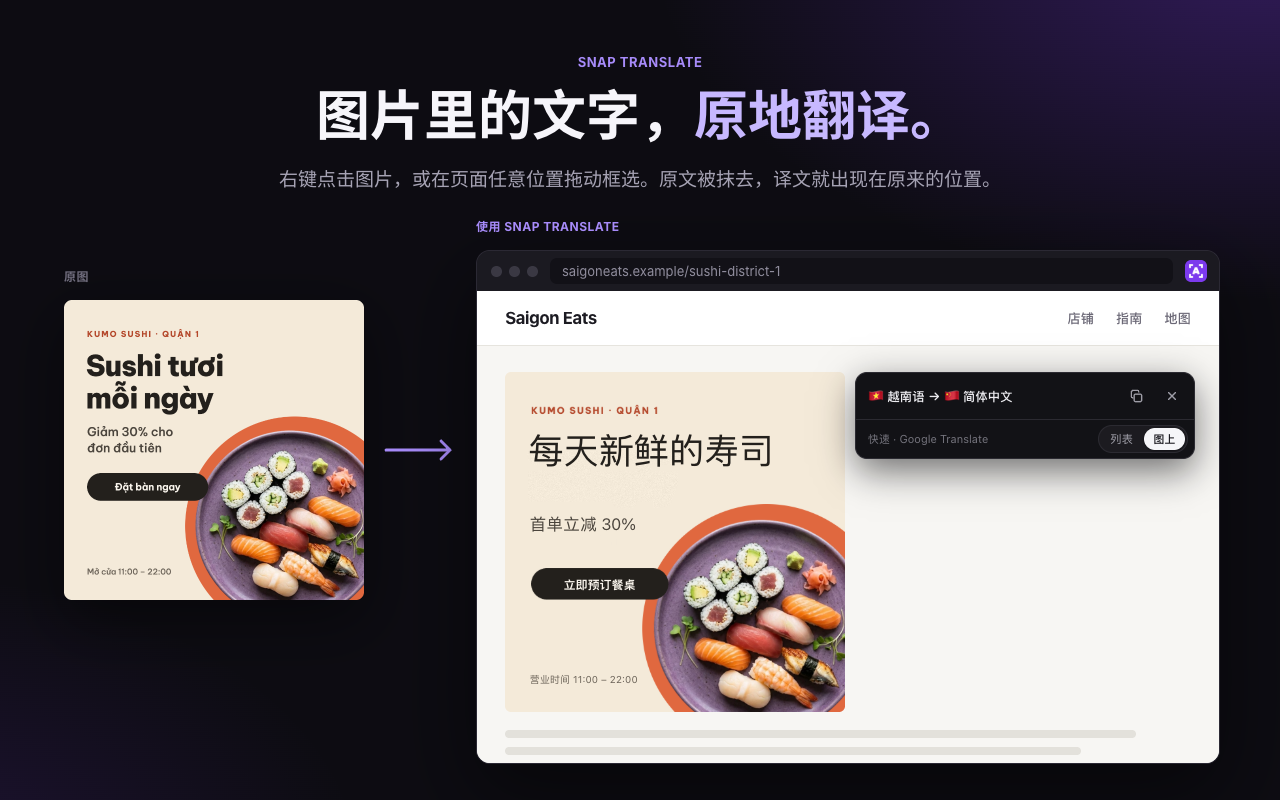 SNAP TRANSLATE
图片里的文字，原地翻译。
右键点击图片，或在页面任意位置拖动框选。原文被抹去，译文就出现在原来的位置。
使用 SNAP TRANSLATE
原图
KUMO SUSHI · QUẬN 1
Sushi tươi
mỗi ngày
Giảm 30% cho
đơn đầu tiên
Đặt bàn ngay
Mở cửa 11:00 – 22:00
saigoneats.example/sushi-district-1
Saigon Eats
店铺 指南 地图
KUMO SUSHI · QUẬN 1
每天新鲜的寿司
首单立减 30%
立即预订餐桌
营业时间 11:00 – 22:00
越南语 → 简体中文
快速 · Google Translate
列表 图上